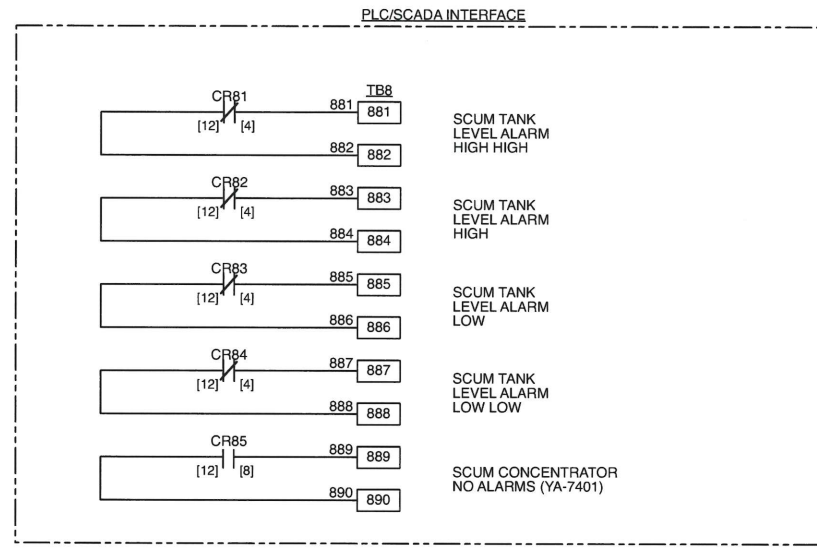 PLC/SCADA INTERFACE
TB8
CR81
881
881
[12] [4]
SCUM TANK
LEVEL ALARM
HIGH HIGH
882
882
CR82
883
883
[12] [4]
SCUM TANK
LEVEL ALARM
HIGH
884
884
CR83
885
885
[12] [4]
SCUM TANK
LEVEL ALARM
LOW
886
886
CR84
887
887
[12] [4]
SCUM TANK
LEVEL ALARM
LOW LOW
888
888
CR85
889
889
[12] [8]
SCUM CONCENTRATOR
NO ALARMS (YA-7401)
890
890